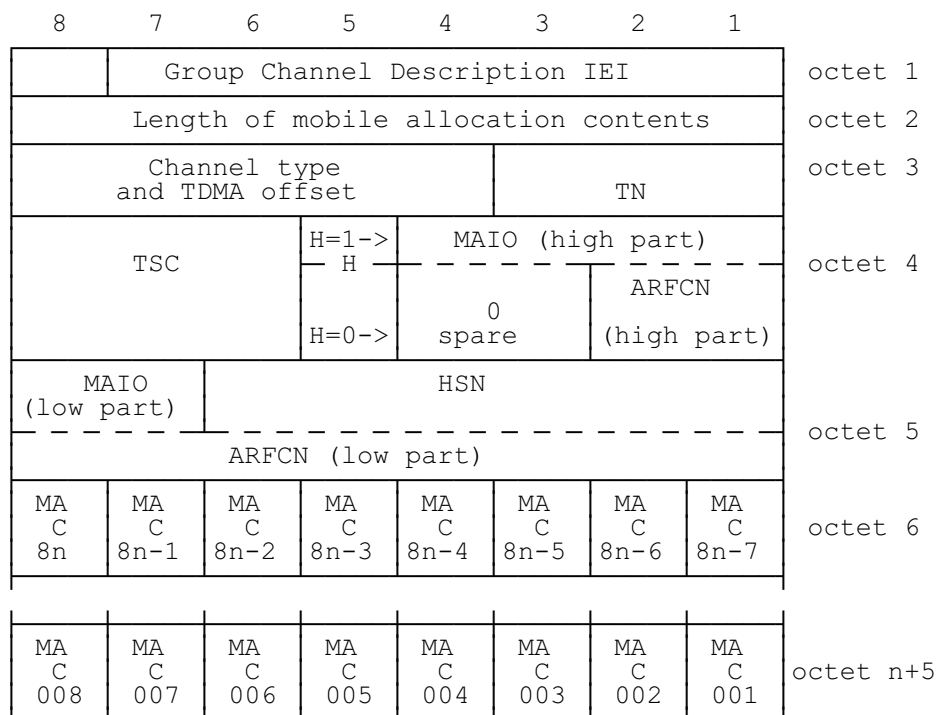 8 7 6 5 4 3 2 1
Group Channel Description IEI octet 1
Length of mobile allocation contents octet 2
Channel type octet 3
and TDMA offset TN
H=1-> MAIO (high part)
TSC H octet 4
ARFCN
0
H=0-> spare (high part)
MAIO HSN
(low part)
octet 5
ARFCN (low part)
MA MA MA MA MA MA MA MA
C C C C C C C C octet 6
8n 8n-1 8n-2 8n-3 8n-4 8n-5 8n-6 8n-7
MA MA MA MA MA MA MA MA
C C C C C C C C octet n+5
008 007 006 005 004 003 002 001